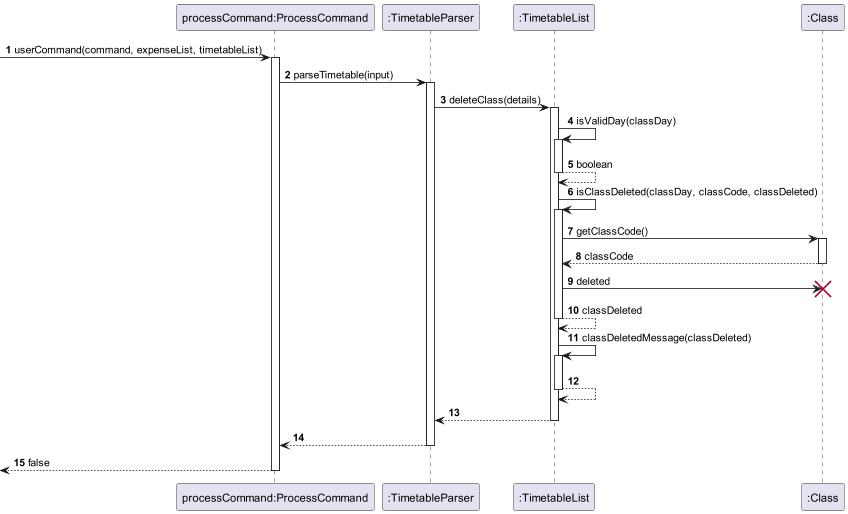 processCommand:ProcessCommand :TimetableParser :TimetableList :Class
1 userCommand(command, expenseList, timetableList)
2 parseTimetable(input)
3 deleteClass(details)
4 isValidDay(classDay)
5 boolean
6 isClassDeleted(classDay, classCode, classDeleted)
7 getClassCode()
8 classCode
9 deleted
10 classDeleted
11 classDeletedMessage(classDeleted)
12
13
14
15 false
processCommand:ProcessCommand :TimetableParser :TimetableList :Class